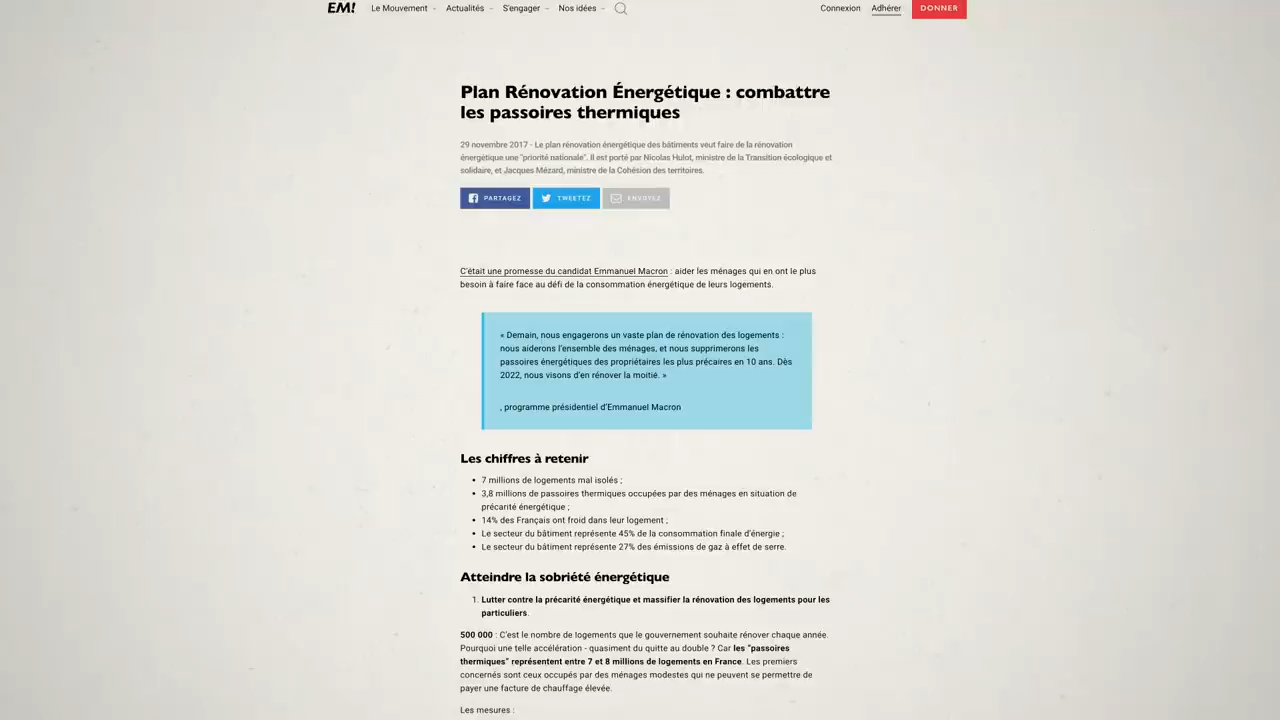 EM! Le Mouvement Actualités S'engager Nos idées Connexion Adhérer DONNER
Plan Rénovation Énergétique : combattre
les passoires thermiques
29 novembre 2017 - Le plan rénovation énergétique des bâtiments veut faire de la rénovation
énergétique une "priorité nationale". Il est porté par Nicolas Hulot, ministre de la Transition écologique et
solidaire, et Jacques Mézard, ministre de la Cohésion des territoires.
PARTAGEZ TWEETEZ ENVOYEZ
C'était une promesse du candidat Emmanuel Macron : aider les ménages qui en ont le plus
besoin à faire face au défi de la consommation énergétique de leurs logements.
« Demain, nous engagerons un vaste plan de rénovation des logements :
nous aiderons l'ensemble des ménages, et nous supprimerons les
passoires énergétiques des propriétaires les plus précaires en 10 ans. Dès
2022, nous visons d'en rénover la moitié. »
, programme présidentiel d'Emmanuel Macron
Les chiffres à retenir
• 7 millions de logements mal isolés ;
• 3,8 millions de passoires thermiques occupées par des ménages en situation de
précarité énergétique ;
• 14% des Français ont froid dans leur logement ;
• Le secteur du bâtiment représente 45% de la consommation finale d'énergie ;
• Le secteur du bâtiment représente 27% des émissions de gaz à effet de serre.
Atteindre la sobriété énergétique
1. Lutter contre la précarité énergétique et massifier la rénovation des logements pour les
particuliers.
500 000 : C'est le nombre de logements que le gouvernement souhaite rénover chaque année.
Pourquoi une telle accélération - quasiment du quitte au double ? Car les "passoires
thermiques" représentent entre 7 et 8 millions de logements en France. Les premiers
concernés sont ceux occupés par des ménages modestes qui ne peuvent se permettre de
payer une facture de chauffage élevée.
Les mesures :